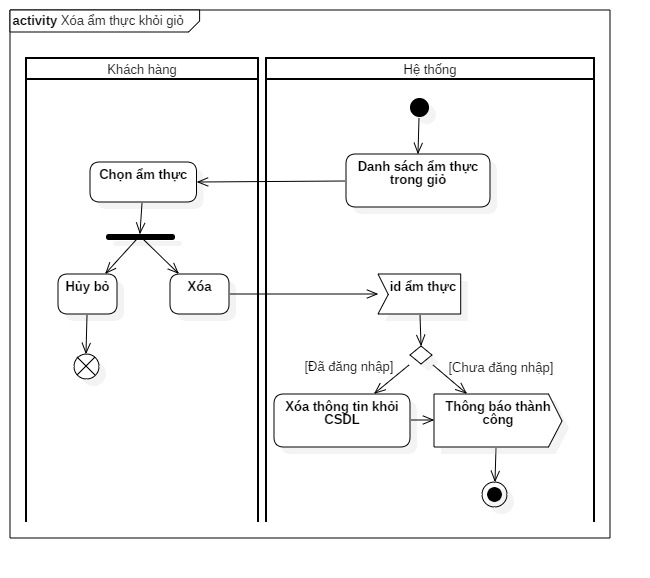 activity Xóa ẩm thực khỏi giỏ
Khách hàng
Hệ thống
Danh sách ẩm thực
trong giỏ
Chọn ẩm thực
Hủy bỏ
Xóa
id ẩm thực
[Đã đăng nhập]
[Chưa đăng nhập]
Xóa thông tin khỏi
CSDL
Thông báo thành
công